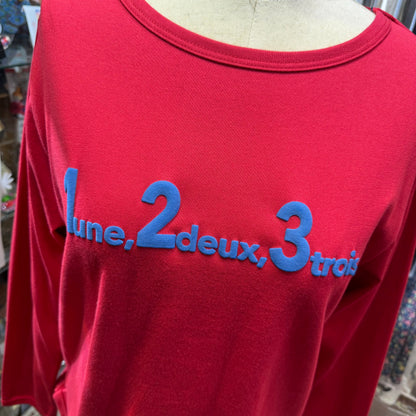 1une, 2deux, 3trois